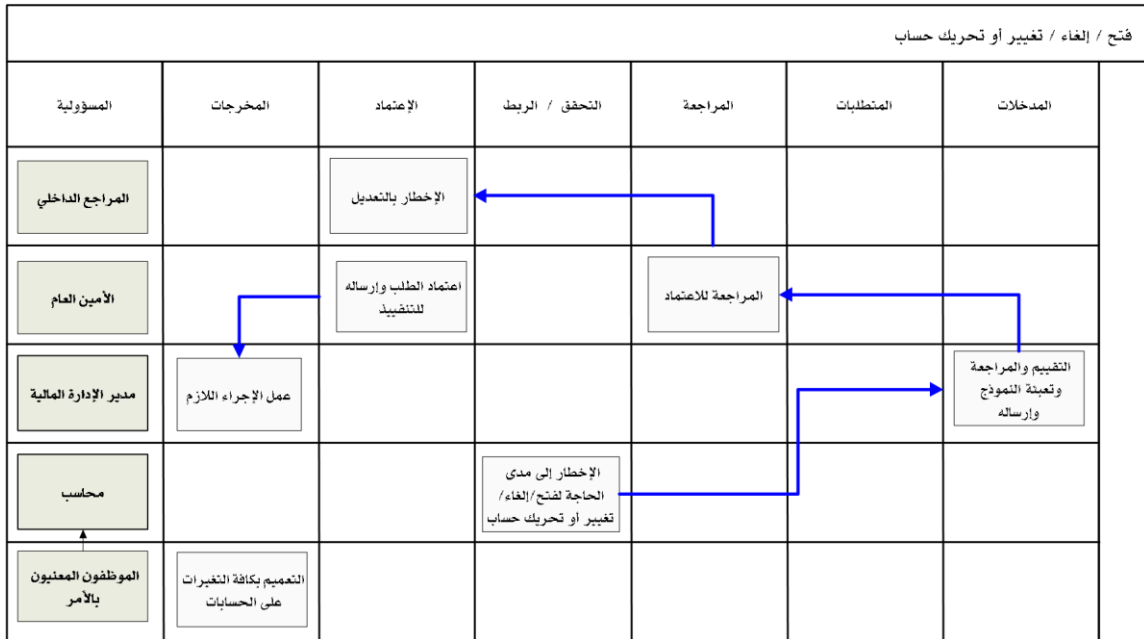 فتح / إلغاء / تغيير أو تحريك حساب
المدخلات
المتطلبات
المراجعة
التحقق / الربط
الإعتماد
المخرجات
المسؤولية
الإخطار بالتعديل
المراجع الداخلي
المراجعة للاعتماد
اعتماد الطلب وإرساله
للتنفييذ
الأمين العام
التقييم والمراجعة
وتعبئة النموذج
وإرساله
عمل الإجراء اللازم
مدير الإدارة المالية
الإخطار إلى مدى
الحاجة لفتح/إلغاء/
تغيير أو تحريك حساب
محاسب
التعميم بكافة التغيرات
على الحسابات
الموظفون المعنيون
بالأمر